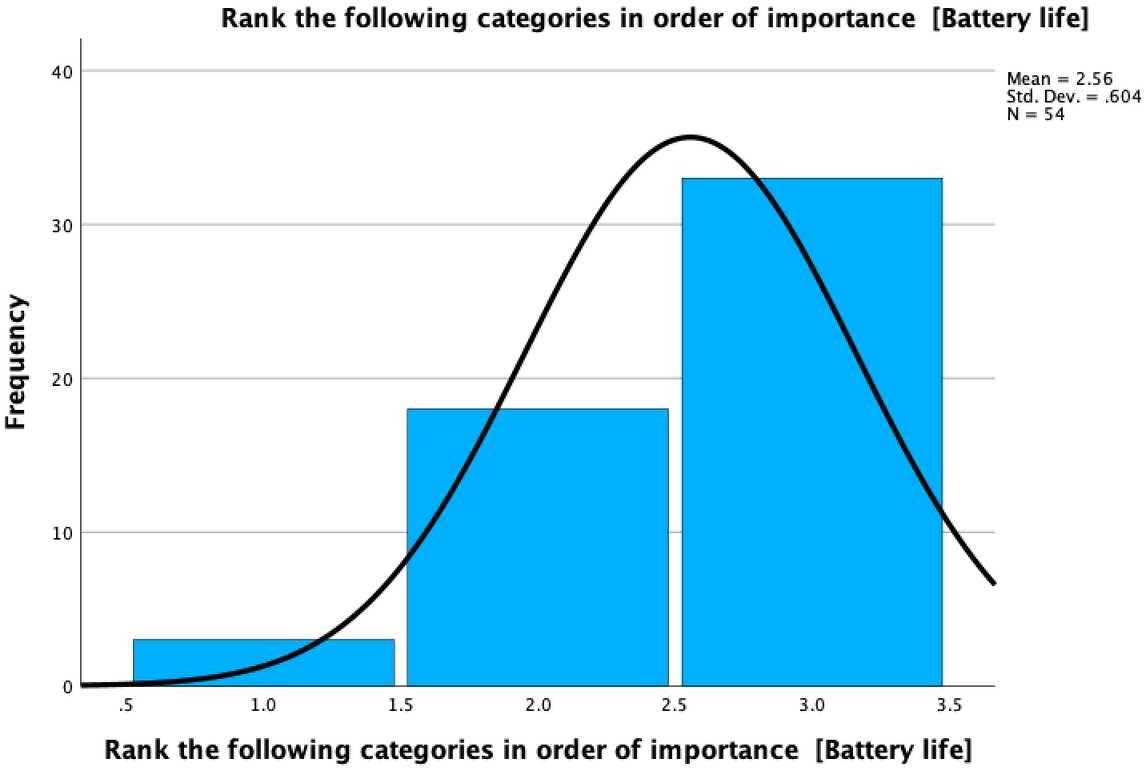 Rank the following categories in order of importance [Battery life]
Mean = 2.56
Std. Dev. = .604
N = 54
40
30
20
10
0
Frequency
.5 1.0 1.5 2.0 2.5 3.0 3.5
Rank the following categories in order of importance [Battery life]